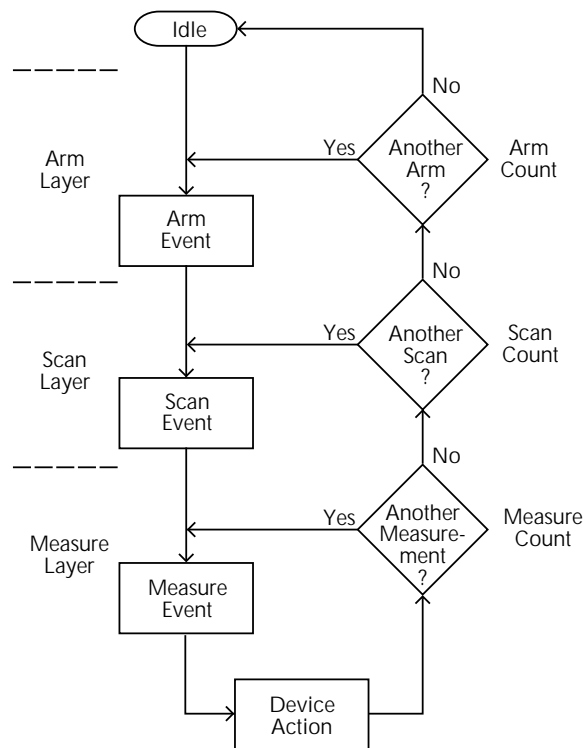 Idle
No
Arm
Layer
Yes
Another
Arm
?
Arm
Count
Arm
Event
No
Scan
Layer
Yes
Another
Scan
?
Scan
Count
Scan
Event
No
Measure
Layer
Yes
Another
Measure-
ment
?
Measure
Count
Measure
Event
Device
Action